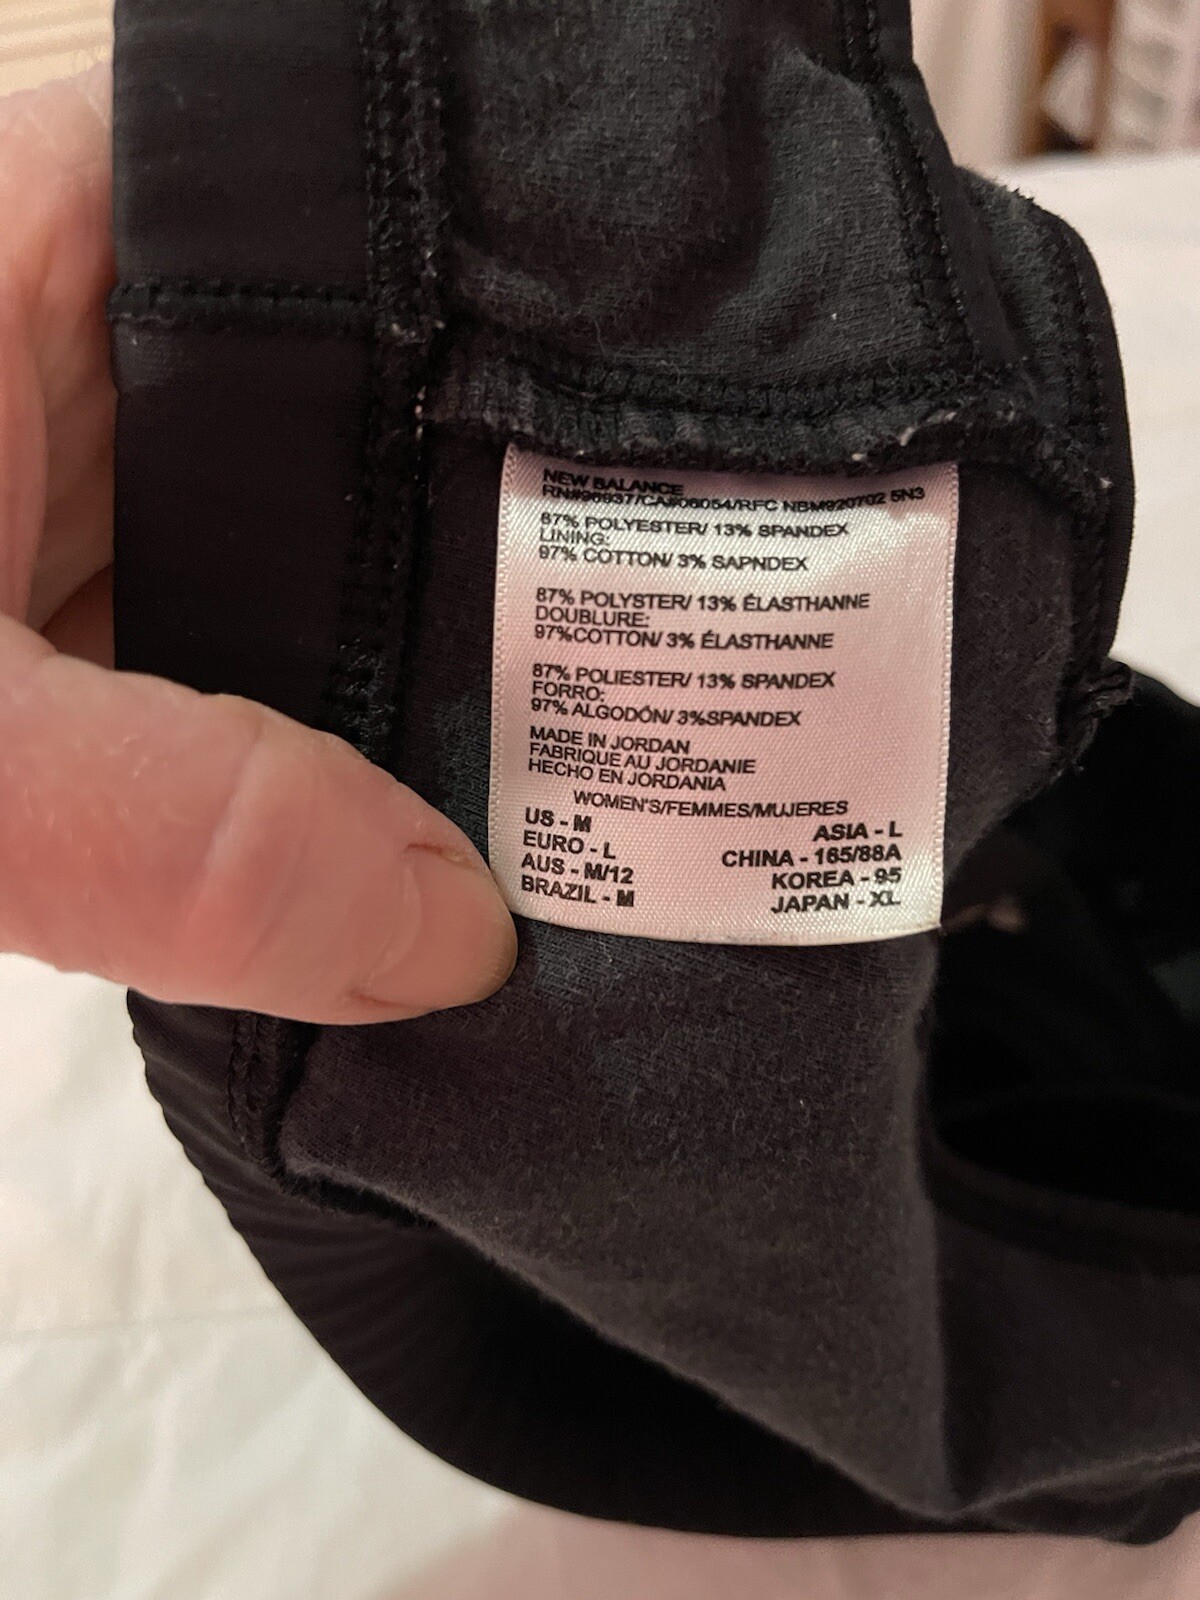 NEW BALANCE
RN#96937/CA#06054/RFC NBM920702 5N3
87% POLYESTER/ 13% SPANDEX
LINING:
97% COTTON/ 3% SAPNDEX
87% POLYSTER/ 13% ÉLASTHANNE
DOUBLURE:
97%COTTON/ 3% ÉLASTHANNE
87% POLIESTER/ 13% SPANDEX
FORRO:
97% ALGODÓN/ 3%SPANDEX
MADE IN JORDAN
FABRIQUE AU JORDANIE
HECHO EN JORDANIA
WOMEN'S/FEMMES/MUJERES
US - M ASIA - L
EURO - L CHINA - 165/88A
AUS - M/12 KOREA - 95
BRAZIL - M JAPAN - XL